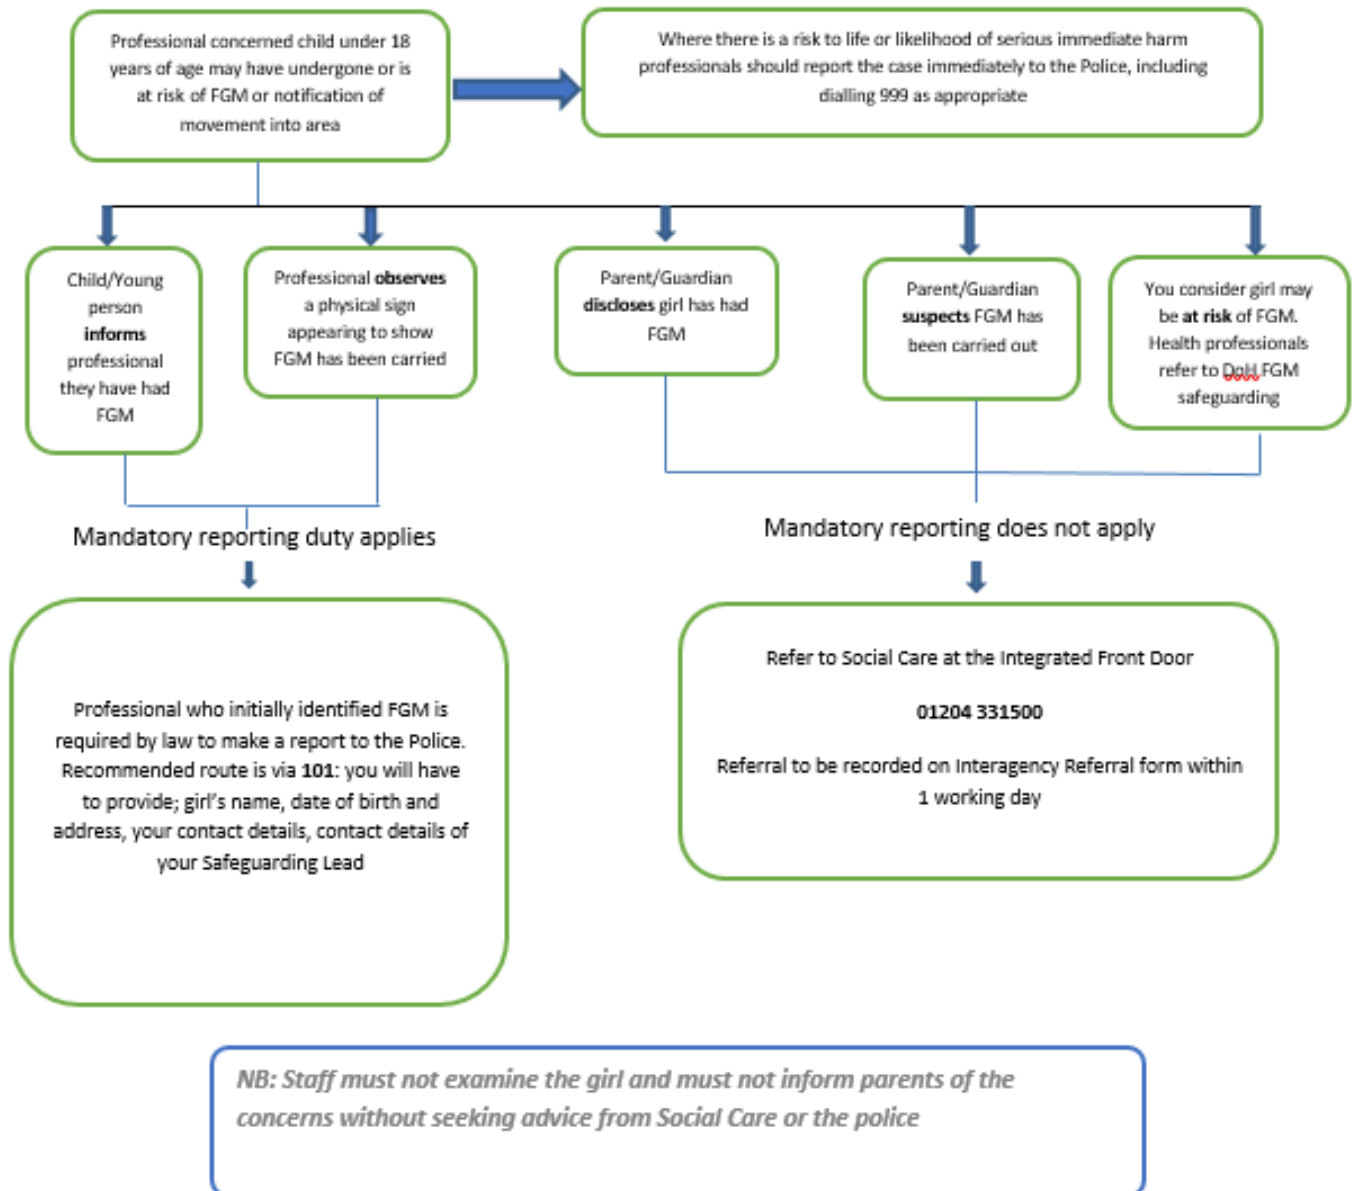 Professional concerned child under 18
years of age may have undergone or is
at risk of FGM or notification of
movement into area
Where there is a risk to life or likelihood of serious immediate harm
professionals should report the case immediately to the Police, including
dialling 999 as appropriate
Child/Young
person
informs
professional
they have had
FGM
Professional observes
a physical sign
appearing to show
FGM has been carried
Parent/Guardian
discloses girl has had
FGM
Parent/Guardian
suspects FGM has
been carried out
You consider girl may
be at risk of FGM.
Health professionals
refer to DoH FGM
safeguarding
Mandatory reporting duty applies
Mandatory reporting does not apply
Professional who initially identified FGM is
required by law to make a report to the Police.
Recommended route is via 101: you will have
to provide; girl's name, date of birth and
address, your contact details, contact details of
your Safeguarding Lead
Refer to Social Care at the Integrated Front Door
01204 331500
Referral to be recorded on Interagency Referral form within
1 working day
NB: Staff must not examine the girl and must not inform parents of the
concerns without seeking advice from Social Care or the police